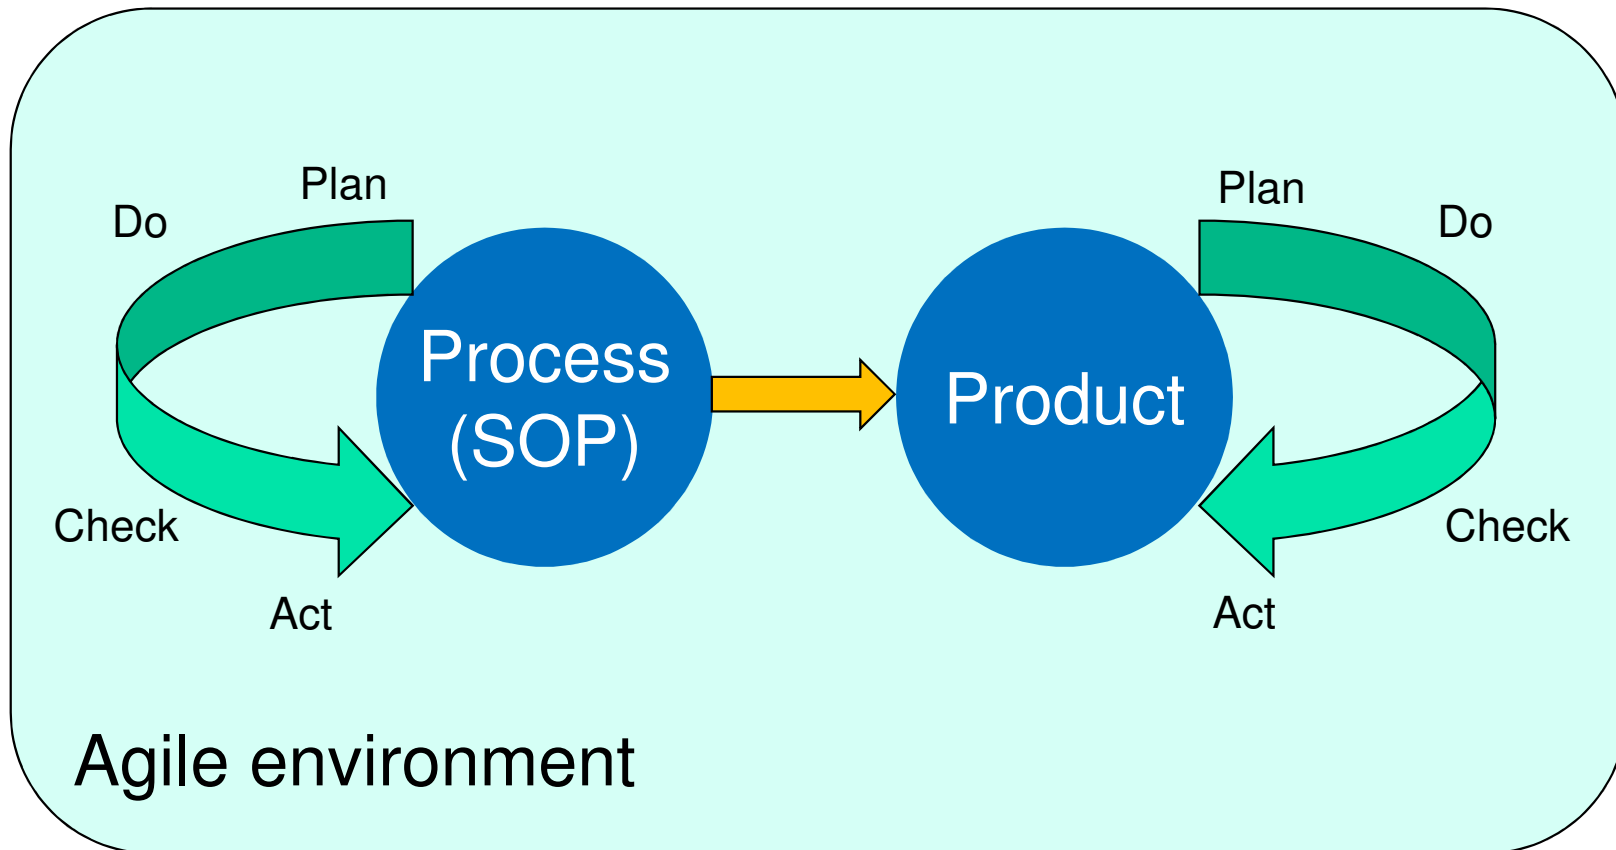 Plan
Do
Check
Act
Process
(SOP)
Product
Plan
Do
Check
Act
Agile environment